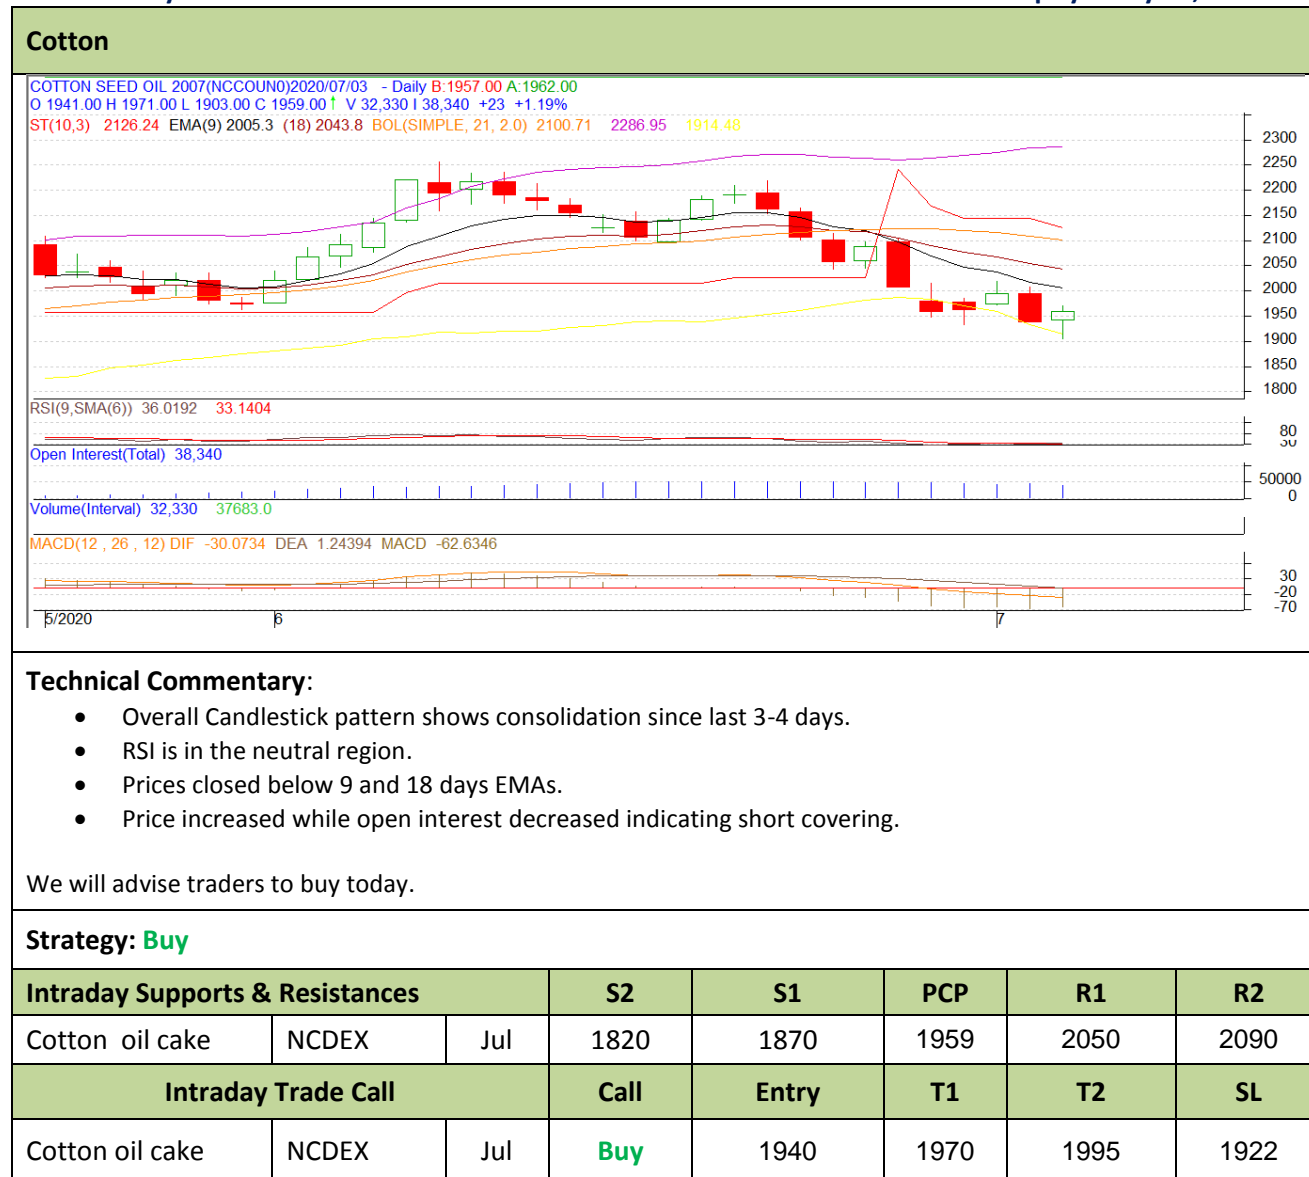 Cotton
COTTON SEED OIL 2007(NCCOUN0)2020/07/03 - Daily B:1957.00 A:1962.00
O 1941.00 H 1971.00 L 1903.00 C 1959.00↑ V 32,330 I 38,340 +23 +1.19%
ST(10,3) 2126.24 EMA(9) 2005.3 (18) 2043.8 BOL(SIMPLE, 21, 2.0) 2100.71 2286.95 1914.48
2300
2250
2200
2150
2100
2050
2000
1950
1900
1850
1800
RSI(9,SMA(6)) 36.0192 33.1404
80
30
Open Interest(Total) 38,340
50000
0
Volume(Interval) 32,330 37683.0
MACD(12 , 26 , 12) DIF -30.0734 DEA 1.24394 MACD -62.6346
30
-20
-70
5/2020 6 7
Technical Commentary:
• Overall Candlestick pattern shows consolidation since last 3-4 days.
• RSI is in the neutral region.
• Prices closed below 9 and 18 days EMAs.
• Price increased while open interest decreased indicating short covering.
We will advise traders to buy today.
Strategy: Buy
Intraday Supports & Resistances S2 S1 PCP R1 R2
Cotton oil cake NCDEX Jul 1820 1870 1959 2050 2090
Intraday Trade Call Call Entry T1 T2 SL
Cotton oil cake NCDEX Jul Buy 1940 1970 1995 1922